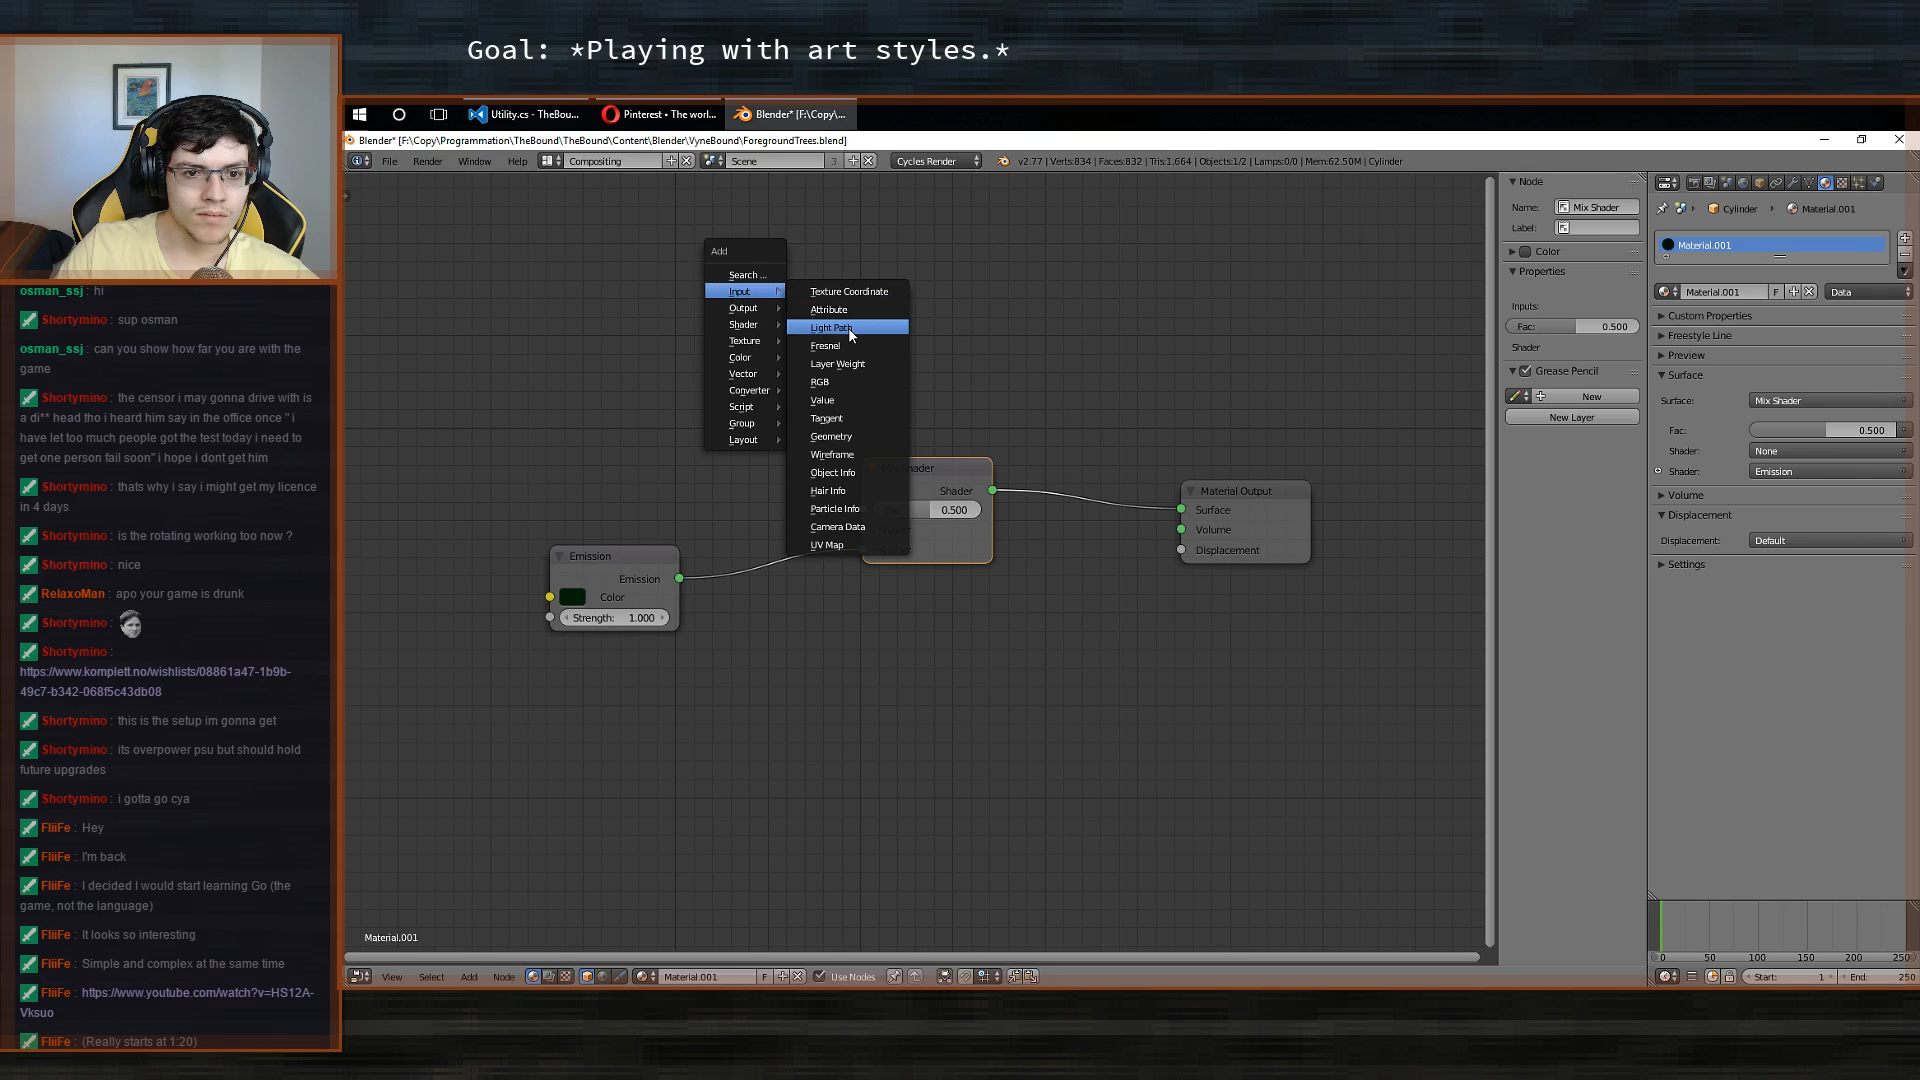 Goal: *Playing with art styles.*
osman_ssj : hi
Shortymino : sup osman
osman_ssj : can you show how far you are with the
game
Shortymino : the censor i may gonna drive with is
a di** head tho i heard him say in the office once " i
have let too much people got the test today i need to
get one person fail soon" i hope i dont get him
Shortymino : thats why i say i might get my licence
in 4 days
Shortymino : is the rotating working too now ?
Shortymino : nice
RelaxoMan : apo your game is drunk
Shortymino :
Shortymino :
https://www.komplett.no/wishlists/08861a47-1b9b-
49c7-b342-068f5c43db08
Shortymino : this is the setup im gonna get
Shortymino : its overpower psu but should hold
future upgrades
Shortymino : i gotta go cya
FliiFe : Hey
FliiFe : I'm back
FliiFe : I decided I would start learning Go (the
game, not the language)
FliiFe : It looks so interesting
FliiFe : Simple and complex at the same time
FliiFe : https://www.youtube.com/watch?v=HS12A-
Vksuo
FliiFe : (Really starts at 1:20)
Utility.cs - TheBou...
Pinterest • The worl...
Blender* [F:\Copy\...
Blender* [F:\Copy\Programmation\TheBound\TheBound\Content\Blender\VyneBound\ForegroundTrees.blend]
File Render Window Help Compositing Scene 3 Cycles Render v2.77 | Verts:834 | Faces:832 | Tris:1,664 | Objects:1/2 | Lamps:0/0 | Mem:62.50M | Cylinder
Add
Search ...
Input
Output
Shader
Texture
Color
Vector
Converter
Script
Group
Layout
Texture Coordinate
Attribute
Light Path
Fresnel
Layer Weight
RGB
Value
Tangent
Geometry
Wireframe
Object Info
Hair Info
Particle Info
Camera Data
UV Map
Shader
Shader
0.500
Emission
Emission
Color
Strength: 1.000
Material Output
Surface
Volume
Displacement
Material.001
View Select Add Node Material.001 F Use Nodes
Node
Name: Mix Shader
Label:
Color
Properties
Inputs:
Fac: 0.500
Shader
Grease Pencil
New
New Layer
Cylinder Material.001
Material.001
Material.001 F Data
Custom Properties
Freestyle Line
Preview
Surface
Surface: Mix Shader
Fac: 0.500
Shader: None
Shader: Emission
Volume
Displacement
Displacement: Default
Settings
0 50 100 150 200 250
Start: 1 End: 250